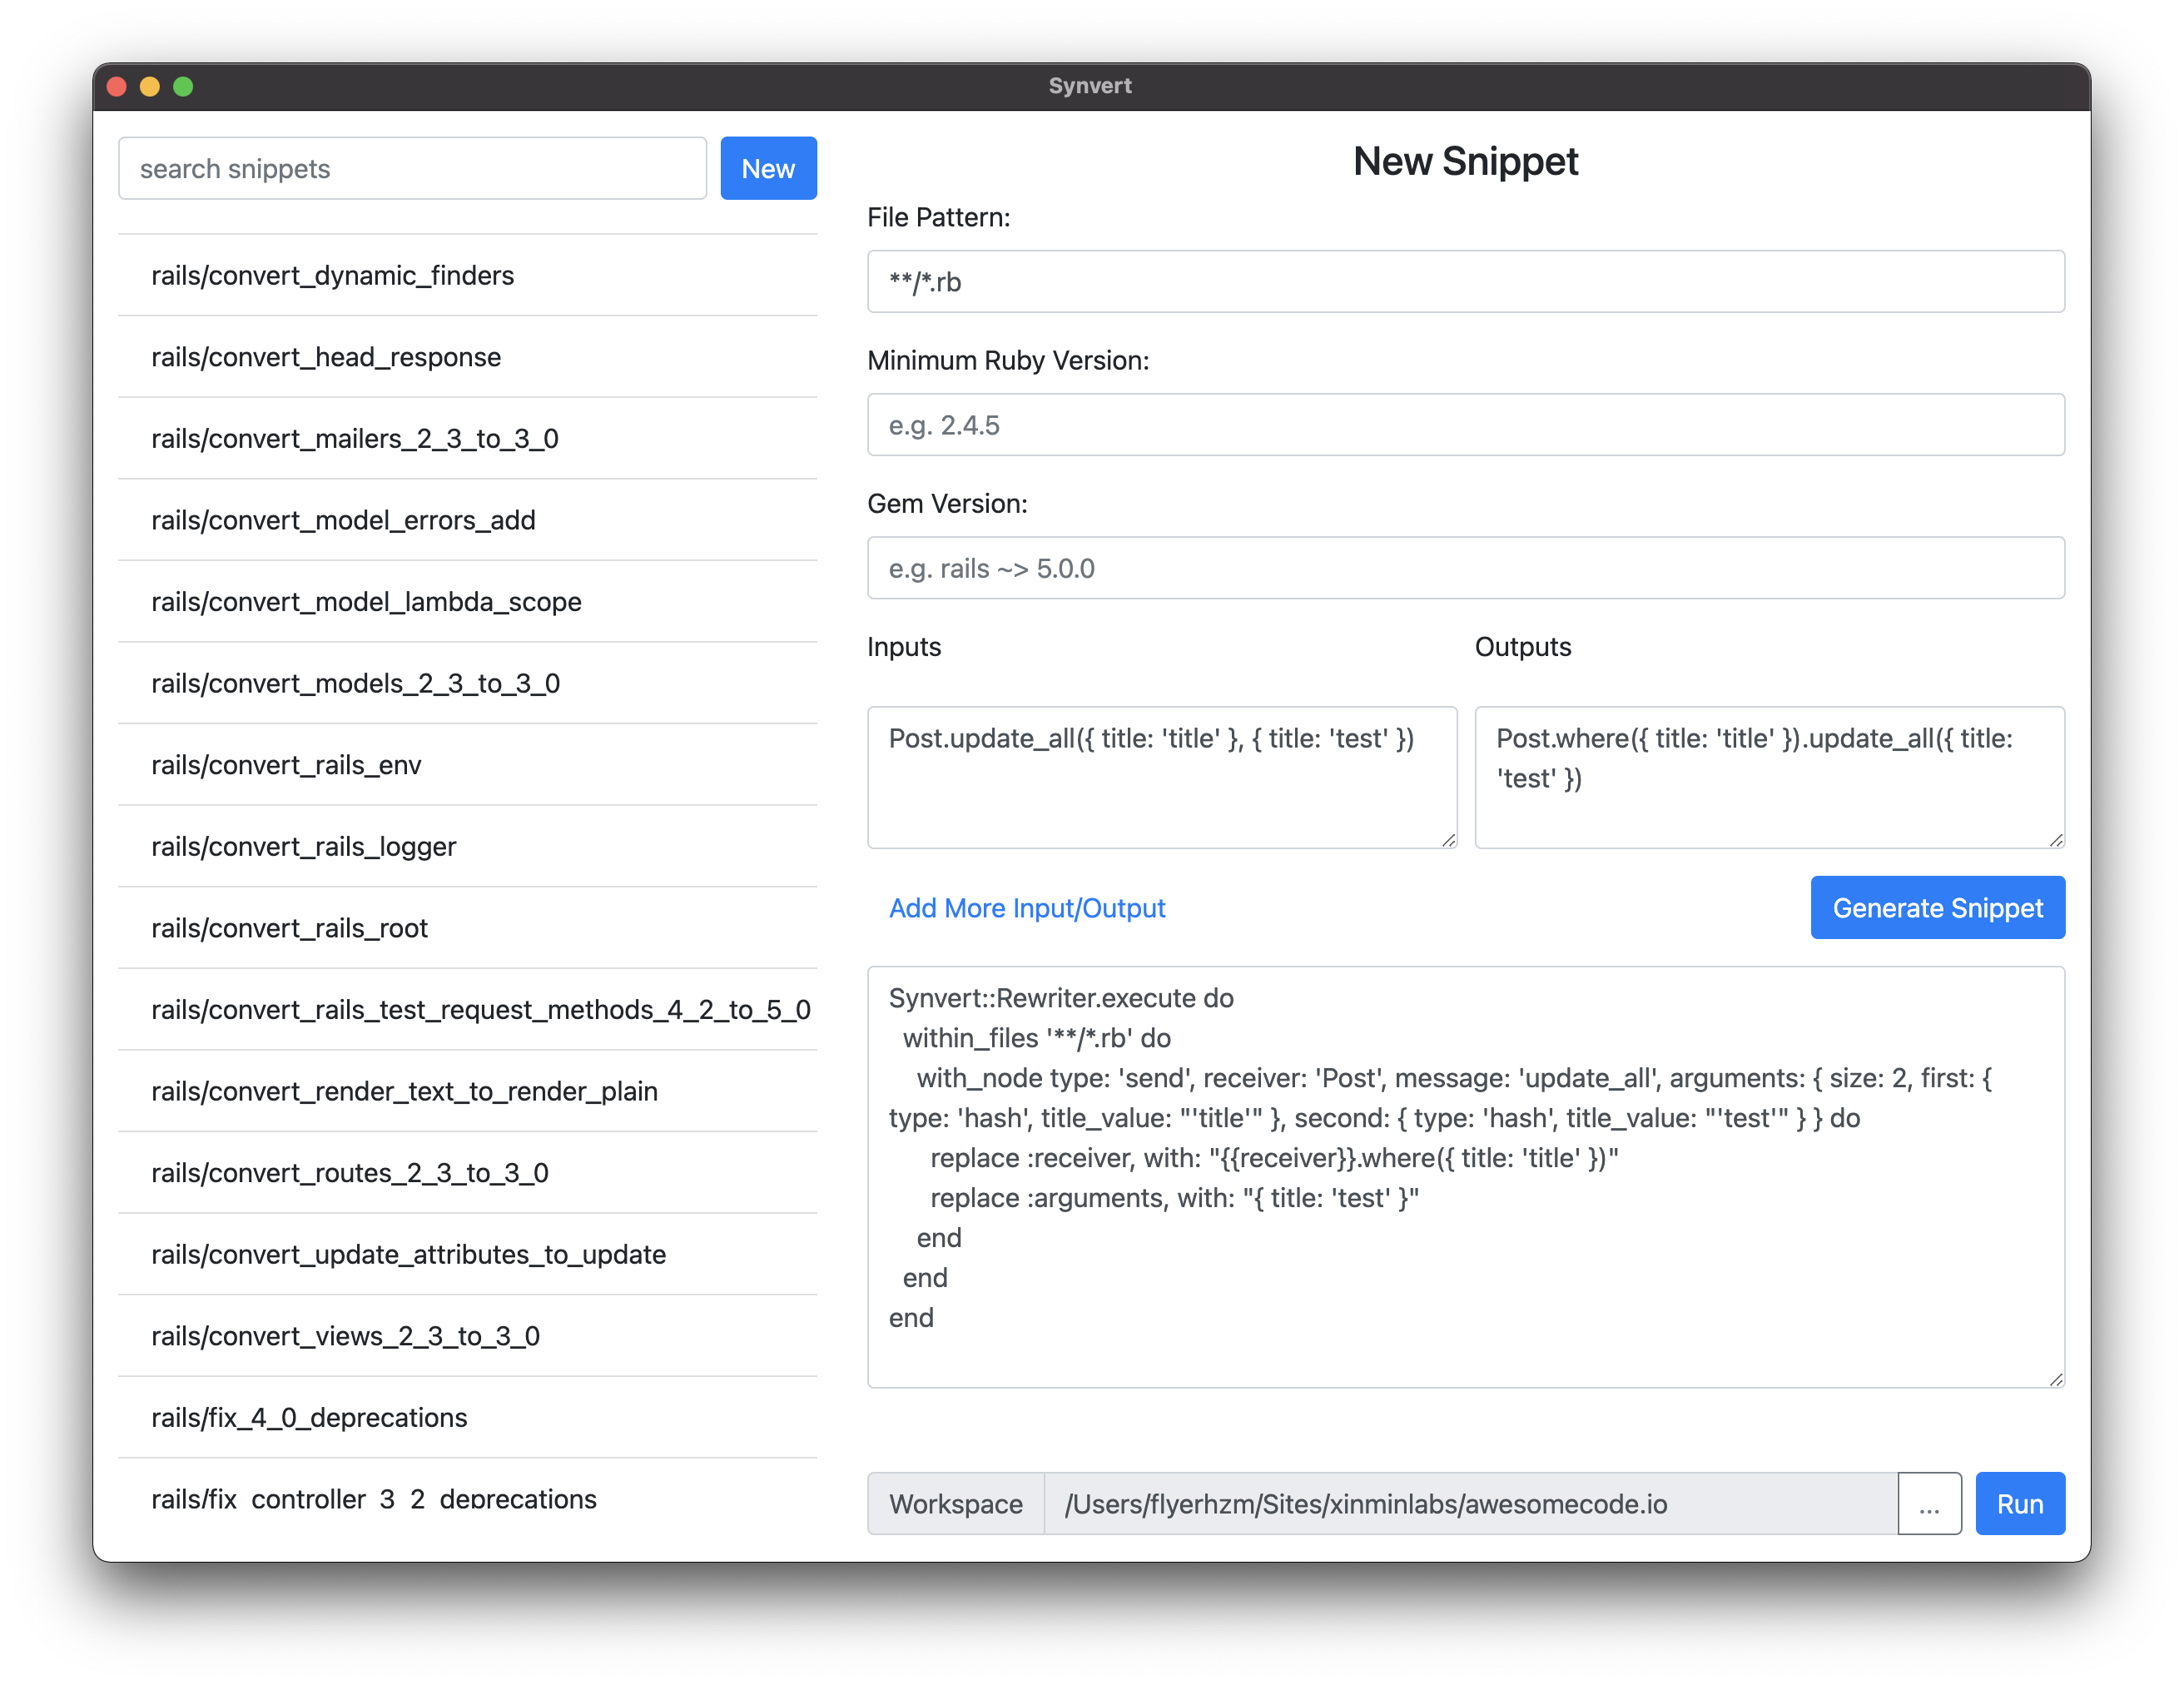 Synvert
search snippets
New
rails/convert_dynamic_finders
rails/convert_head_response
rails/convert_mailers_2_3_to_3_0
rails/convert_model_errors_add
rails/convert_model_lambda_scope
rails/convert_models_2_3_to_3_0
rails/convert_rails_env
rails/convert_rails_logger
rails/convert_rails_root
rails/convert_rails_test_request_methods_4_2_to_5_0
rails/convert_render_text_to_render_plain
rails/convert_routes_2_3_to_3_0
rails/convert_update_attributes_to_update
rails/convert_views_2_3_to_3_0
rails/fix_4_0_deprecations
rails/fix_controller_3_2_deprecations
New Snippet
File Pattern:
**/*.rb
Minimum Ruby Version:
e.g. 2.4.5
Gem Version:
e.g. rails ~> 5.0.0
Inputs
Outputs
Post.update_all({ title: 'title' }, { title: 'test' })
Post.where({ title: 'title' }).update_all({ title:
'test' })
Add More Input/Output
Generate Snippet
Synvert::Rewriter.execute do
  within_files '**/*.rb' do
    with_node type: 'send', receiver: 'Post', message: 'update_all', arguments: { size: 2, first: {
type: 'hash', title_value: "'title'" }, second: { type: 'hash', title_value: "'test'" } } do
      replace :receiver, with: "{{receiver}}.where({ title: 'title' })"
      replace :arguments, with: "{ title: 'test' }"
    end
  end
end
Workspace
/Users/flyerhzm/Sites/xinminlabs/awesomecode.io
...
Run